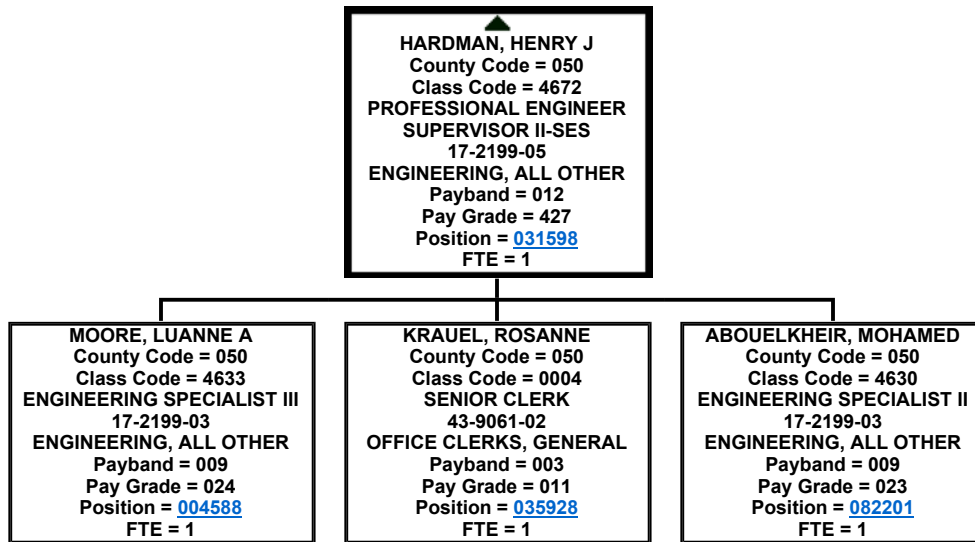 HARDMAN, HENRY J
County Code = 050
Class Code = 4672
PROFESSIONAL ENGINEER
SUPERVISOR II-SES
17-2199-05
ENGINEERING, ALL OTHER
Payband = 012
Pay Grade = 427
Position = 031598
FTE = 1
MOORE, LUANNE A
County Code = 050
Class Code = 4633
ENGINEERING SPECIALIST III
17-2199-03
ENGINEERING, ALL OTHER
Payband = 009
Pay Grade = 024
Position = 004588
FTE = 1
KRAUEL, ROSANNE
County Code = 050
Class Code = 0004
SENIOR CLERK
43-9061-02
OFFICE CLERKS, GENERAL
Payband = 003
Pay Grade = 011
Position = 035928
FTE = 1
ABOUELKHEIR, MOHAMED
County Code = 050
Class Code = 4630
ENGINEERING SPECIALIST II
17-2199-03
ENGINEERING, ALL OTHER
Payband = 009
Pay Grade = 023
Position = 082201
FTE = 1